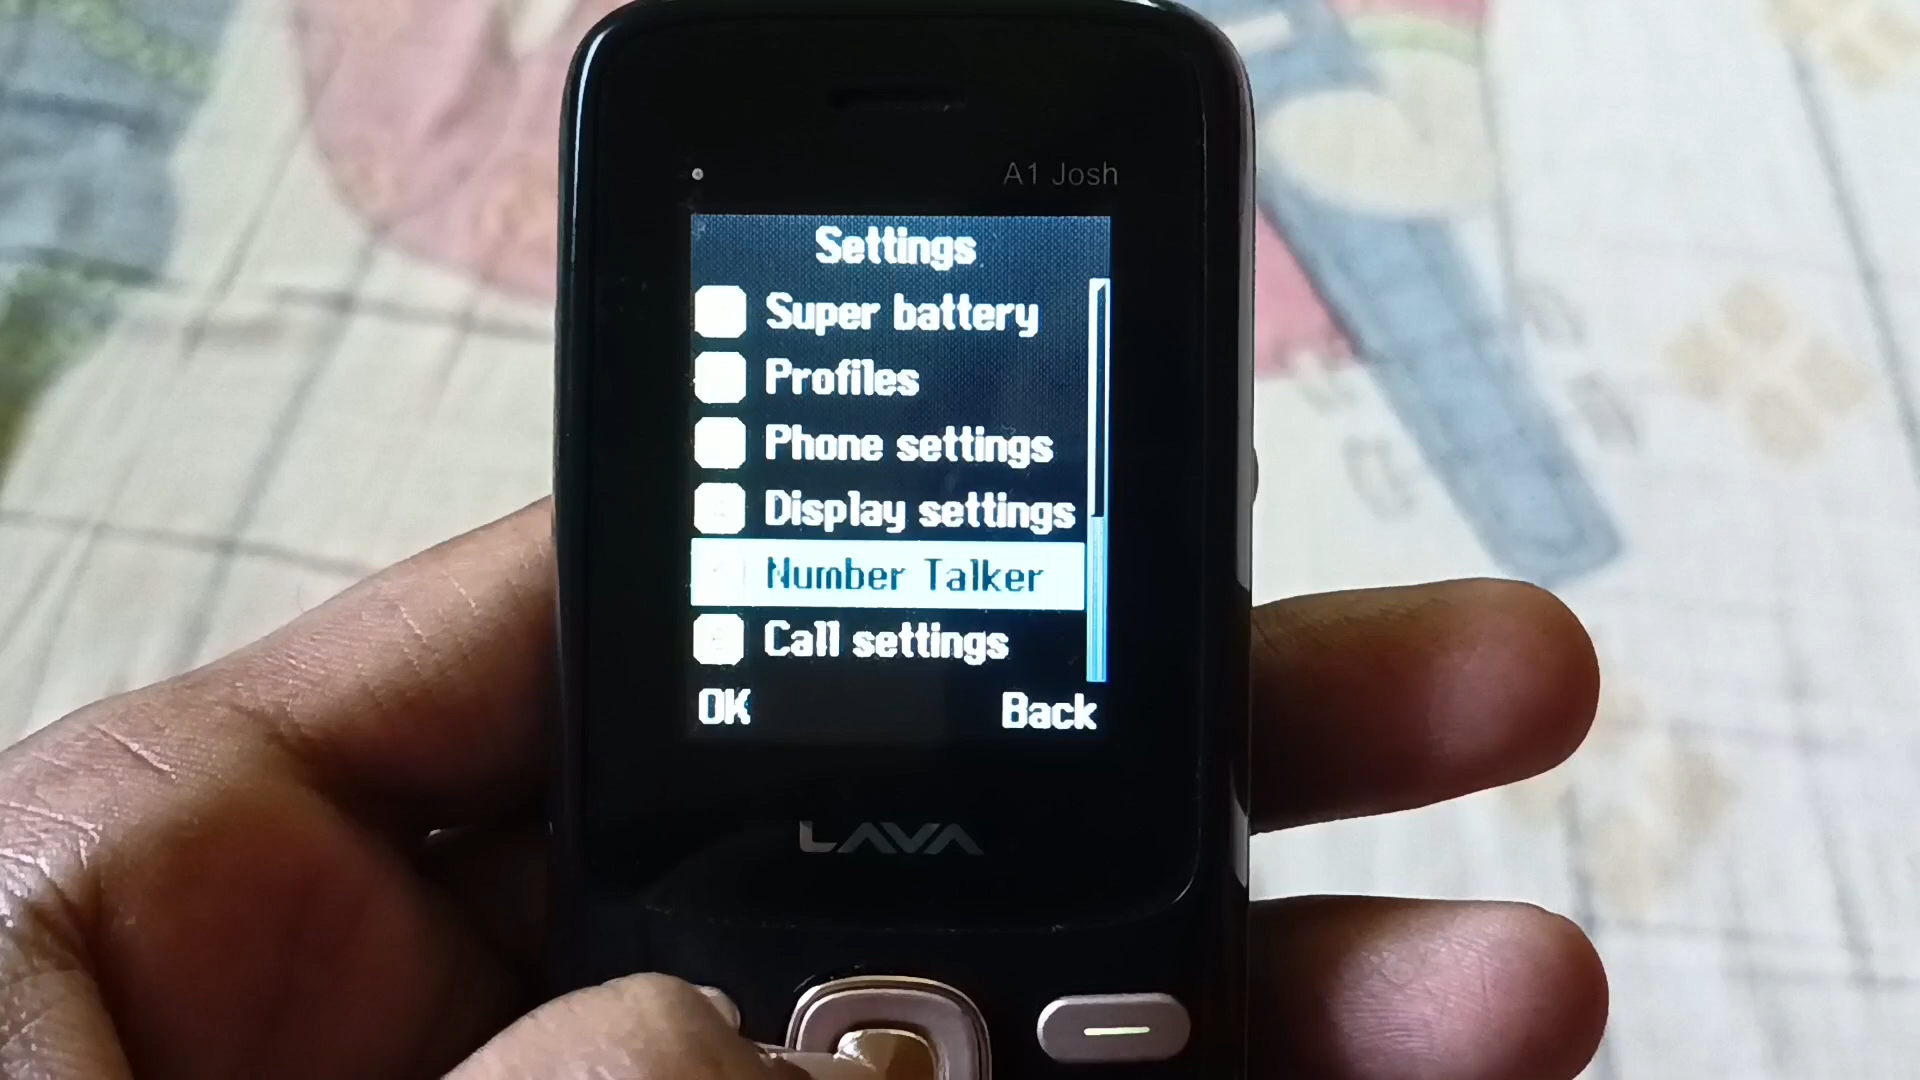 A1 Josh
Settings
Super battery
Profiles
Phone settings
Display settings
Number Talker
Call settings
OK Back
LAVA